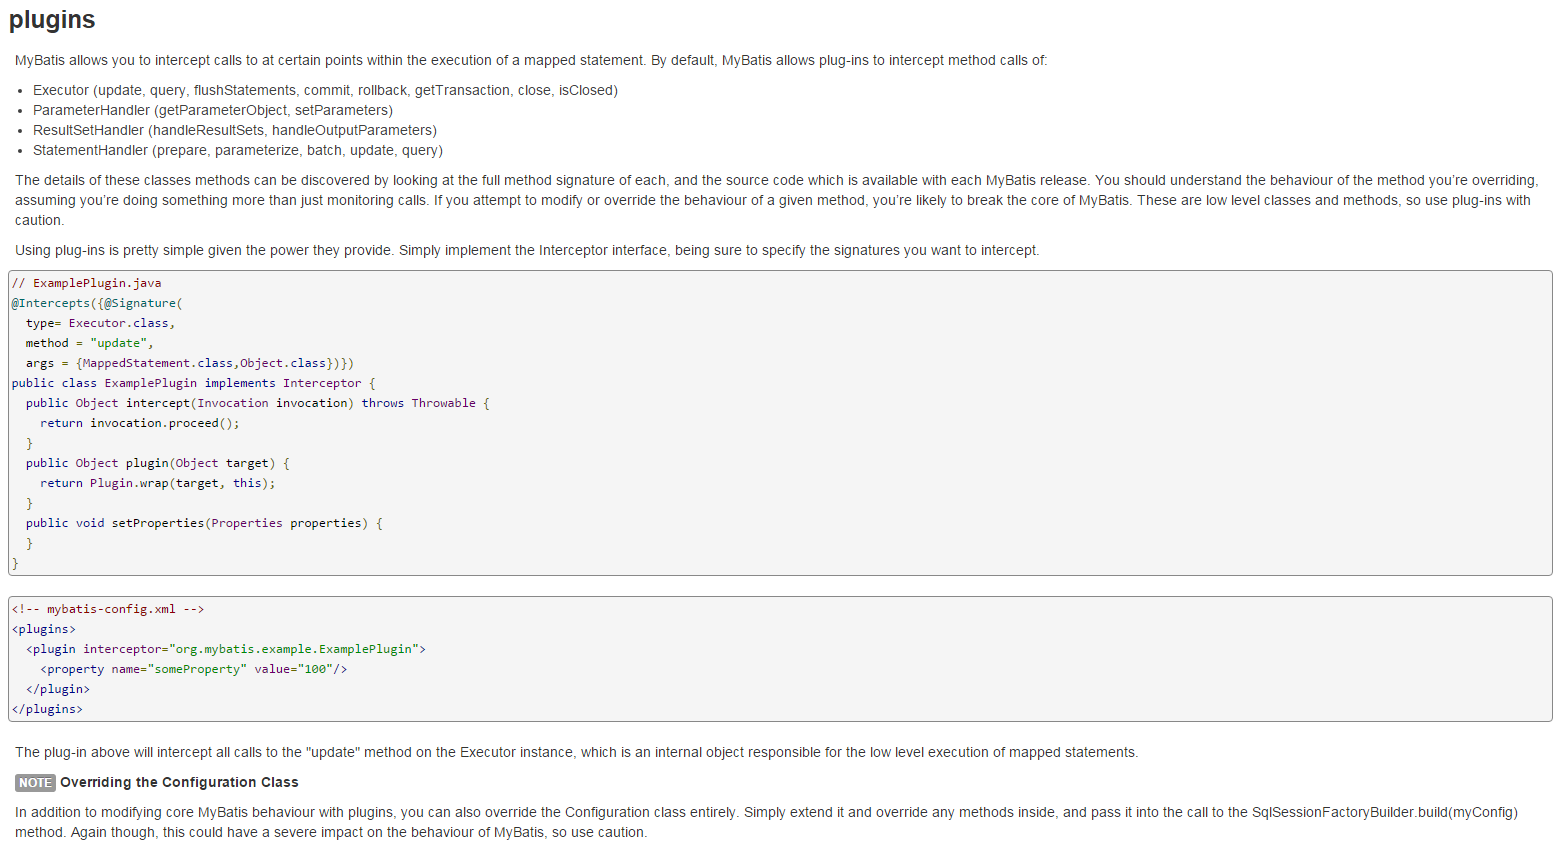 plugins
MyBatis allows you to intercept calls to at certain points within the execution of a mapped statement. By default, MyBatis allows plug-ins to intercept method calls of:
• Executor (update, query, flushStatements, commit, rollback, getTransaction, close, isClosed)
• ParameterHandler (getParameterObject, setParameters)
• ResultSetHandler (handleResultSets, handleOutputParameters)
• StatementHandler (prepare, parameterize, batch, update, query)
The details of these classes methods can be discovered by looking at the full method signature of each, and the source code which is available with each MyBatis release. You should understand the behaviour of the method you’re overriding,
assuming you’re doing something more than just monitoring calls. If you attempt to modify or override the behaviour of a given method, you’re likely to break the core of MyBatis. These are low level classes and methods, so use plug-ins with
caution.
Using plug-ins is pretty simple given the power they provide. Simply implement the Interceptor interface, being sure to specify the signatures you want to intercept.
// ExamplePlugin.java
@Intercepts({@Signature(
  type= Executor.class,
  method = "update",
  args = {MappedStatement.class,Object.class})})
public class ExamplePlugin implements Interceptor {
  public Object intercept(Invocation invocation) throws Throwable {
    return invocation.proceed();
  }
  public Object plugin(Object target) {
    return Plugin.wrap(target, this);
  }
  public void setProperties(Properties properties) {
  }
}
<!-- mybatis-config.xml -->
<plugins>
  <plugin interceptor="org.mybatis.example.ExamplePlugin">
    <property name="someProperty" value="100"/>
  </plugin>
</plugins>
The plug-in above will intercept all calls to the "update" method on the Executor instance, which is an internal object responsible for the low level execution of mapped statements.
NOTE Overriding the Configuration Class
In addition to modifying core MyBatis behaviour with plugins, you can also override the Configuration class entirely. Simply extend it and override any methods inside, and pass it into the call to the SqlSessionFactoryBuilder.build(myConfig)
method. Again though, this could have a severe impact on the behaviour of MyBatis, so use caution.